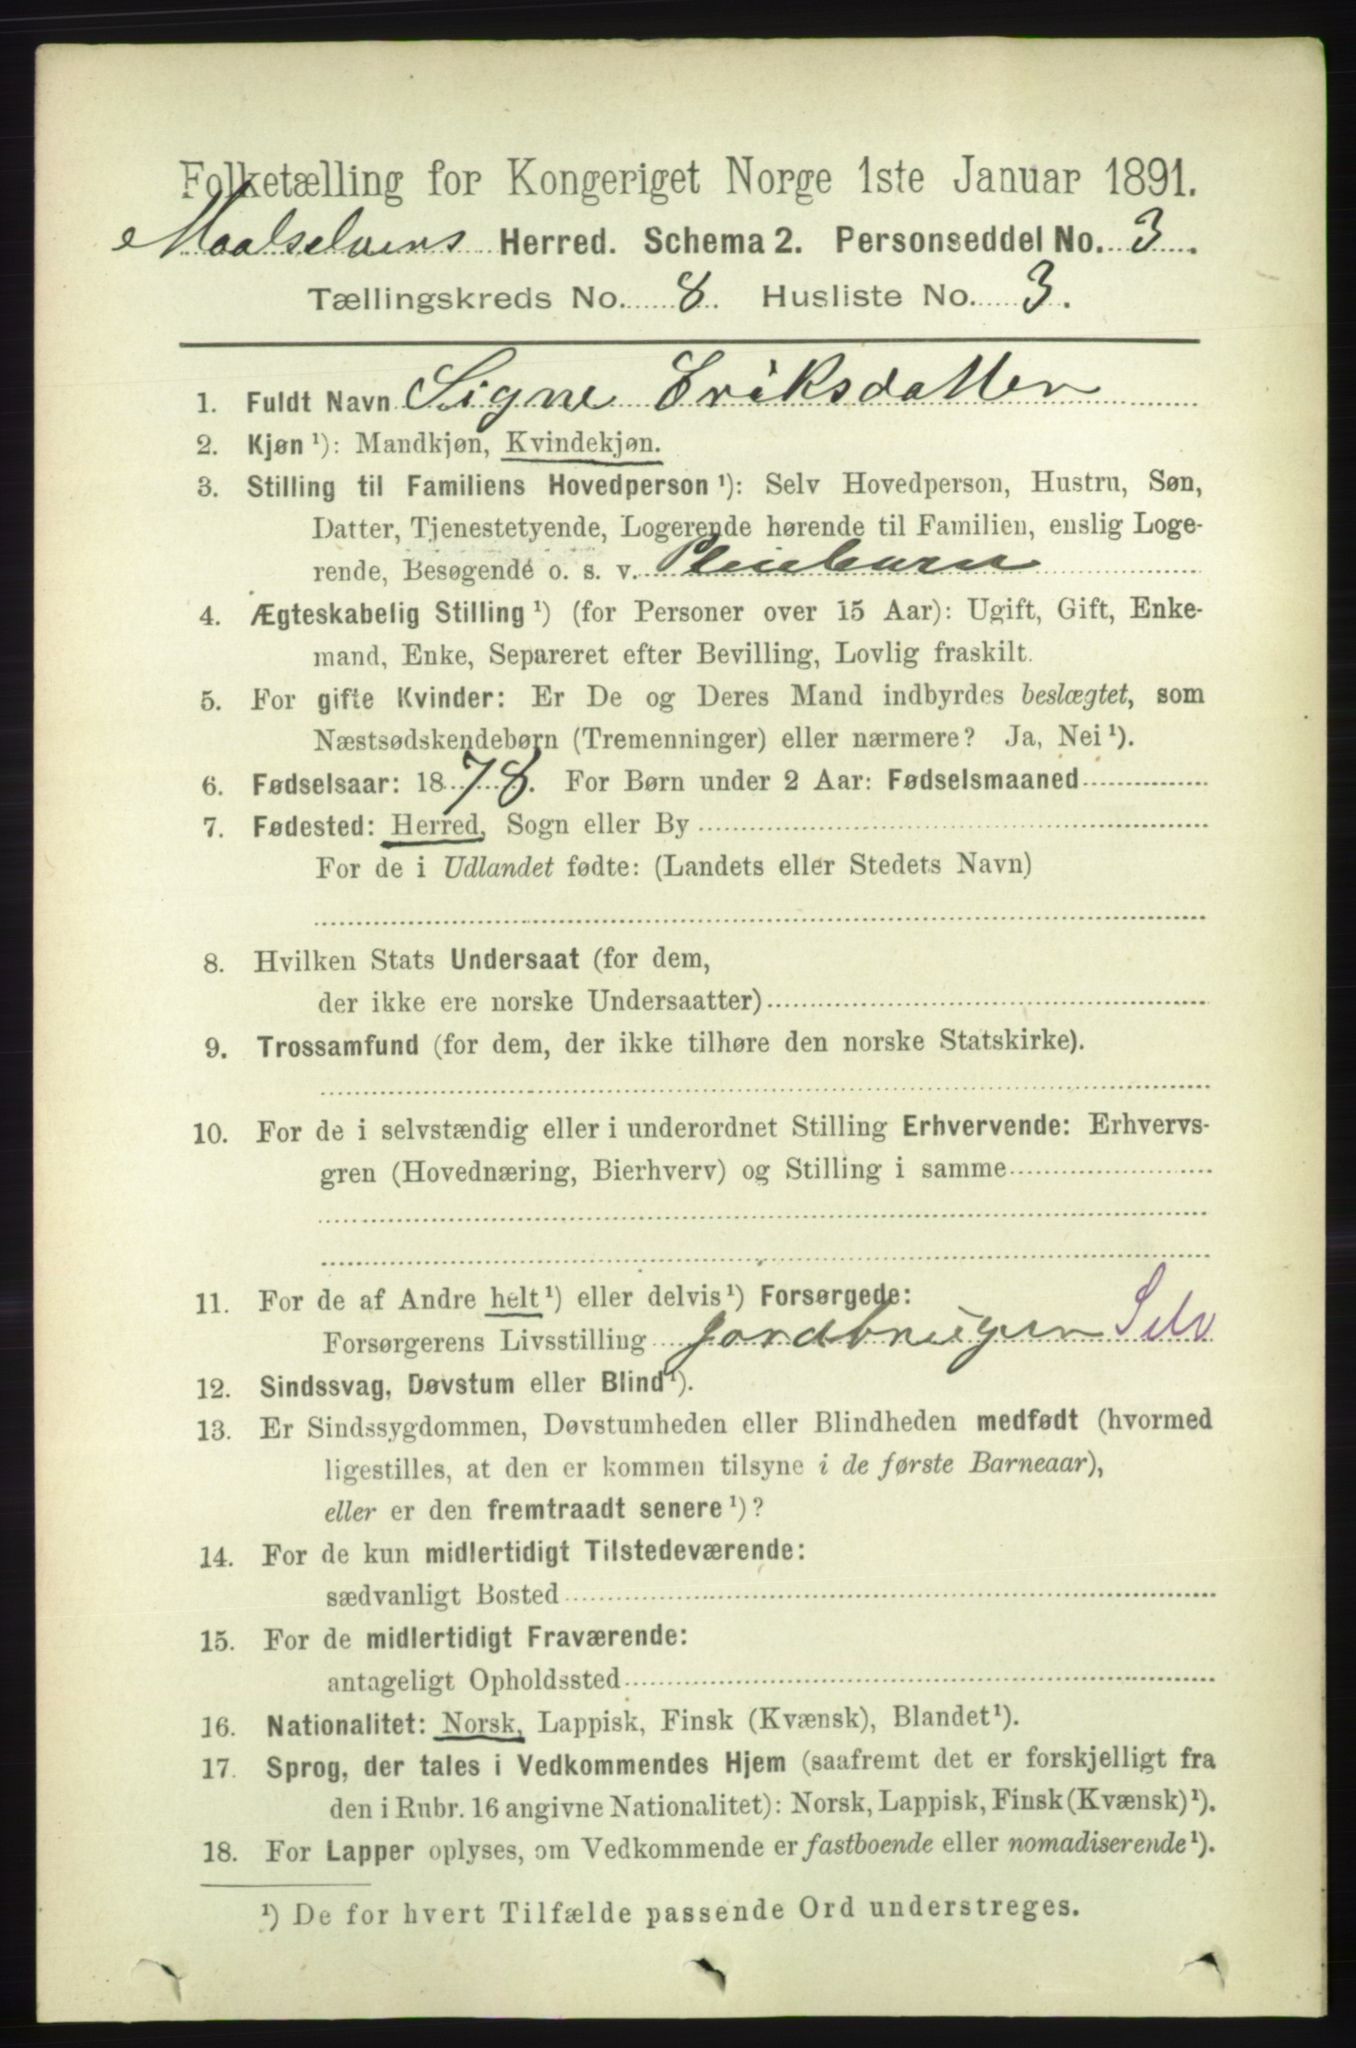 Folketælling for Kongeriget Norge 1ste Januar 1891.
Maalselvens Herred. Schema 2. Personseddel No. 3.
Tællingskreds No. 8. Husliste No. 3.
1. Fuldt Navn Signe Eriksdatter
2. Kjøn ¹): Mandkjøn, Kvindekjøn.
3. Stilling til Familiens Hovedperson ¹): Selv Hovedperson, Hustru, Søn,
Datter, Tjenestetyende, Logerende hørende til Familien, enslig Loge-
rende, Besøgende o. s. v. Pleiebarn
4. Ægteskabelig Stilling ¹) (for Personer over 15 Aar): Ugift, Gift, Enke-
mand, Enke, Separeret efter Bevilling, Lovlig fraskilt.
5. For gifte Kvinder: Er De og Deres Mand indbyrdes beslægtet, som
Næstsødskendebørn (Tremenninger) eller nærmere? Ja, Nei ¹).
6. Fødselsaar: 1878. For Børn under 2 Aar: Fødselsmaaned
7. Fødested: Herred, Sogn eller By
For de i Udlandet fødte: (Landets eller Stedets Navn)
8. Hvilken Stats Undersaat (for dem,
der ikke ere norske Undersaatter)
9. Trossamfund (for dem, der ikke tilhøre den norske Statskirke).
10. For de i selvstændig eller i underordnet Stilling Erhvervende: Erhvervs-
gren (Hovednæring, Bierhverv) og Stilling i samme
11. For de af Andre helt ¹) eller delvis ¹) Forsørgede:
Forsørgerens Livsstilling Jordbruger Selv
12. Sindssvag, Døvstum eller Blind ¹).
13. Er Sindssygdommen, Døvstumheden eller Blindheden medfødt (hvormed
ligestilles, at den er kommen tilsyne i de første Barneaar),
eller er den fremtraadt senere ¹)?
14. For de kun midlertidigt Tilstedeværende:
sædvanligt Bosted
15. For de midlertidigt Fraværende:
antageligt Opholdssted
16. Nationalitet: Norsk, Lappisk, Finsk (Kvænsk), Blandet ¹).
17. Sprog, der tales i Vedkommendes Hjem (saafremt det er forskjelligt fra
den i Rubr. 16 angivne Nationalitet): Norsk, Lappisk, Finsk (Kvænsk) ¹).
18. For Lapper oplyses, om Vedkommende er fastboende eller nomadiserende ¹).
¹) De for hvert Tilfælde passende Ord understreges.